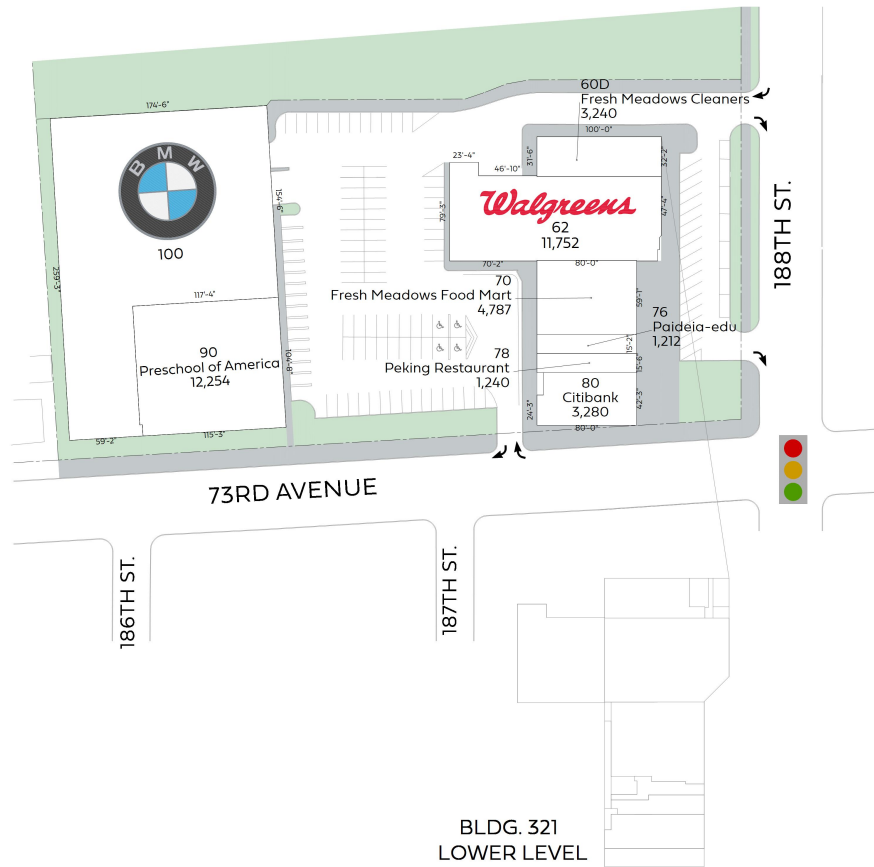 60D
Fresh Meadows Cleaners
3,240
100'-0"
174'-6"
31'-6"
32'-2"
23'-4"
46'-10"
BMW
Walgreens
62
11,752
47'-4"
79'-3"
154'-6"
100
188TH ST.
259'-3"
70'-2"
80'-0"
70
Fresh Meadows Food Mart
4,787
59'-1"
117'-4"
76
Paideia-edu
1,212
15'-2"
90
Preschool of America
12,254
104'-8"
78
Peking Restaurant
1,240
15'-6"
80
Citibank
3,280
42'-3"
24'-3"
80'-0"
59'-2"
115'-3"
73RD AVENUE
186TH ST.
187TH ST.
BLDG. 321
LOWER LEVEL